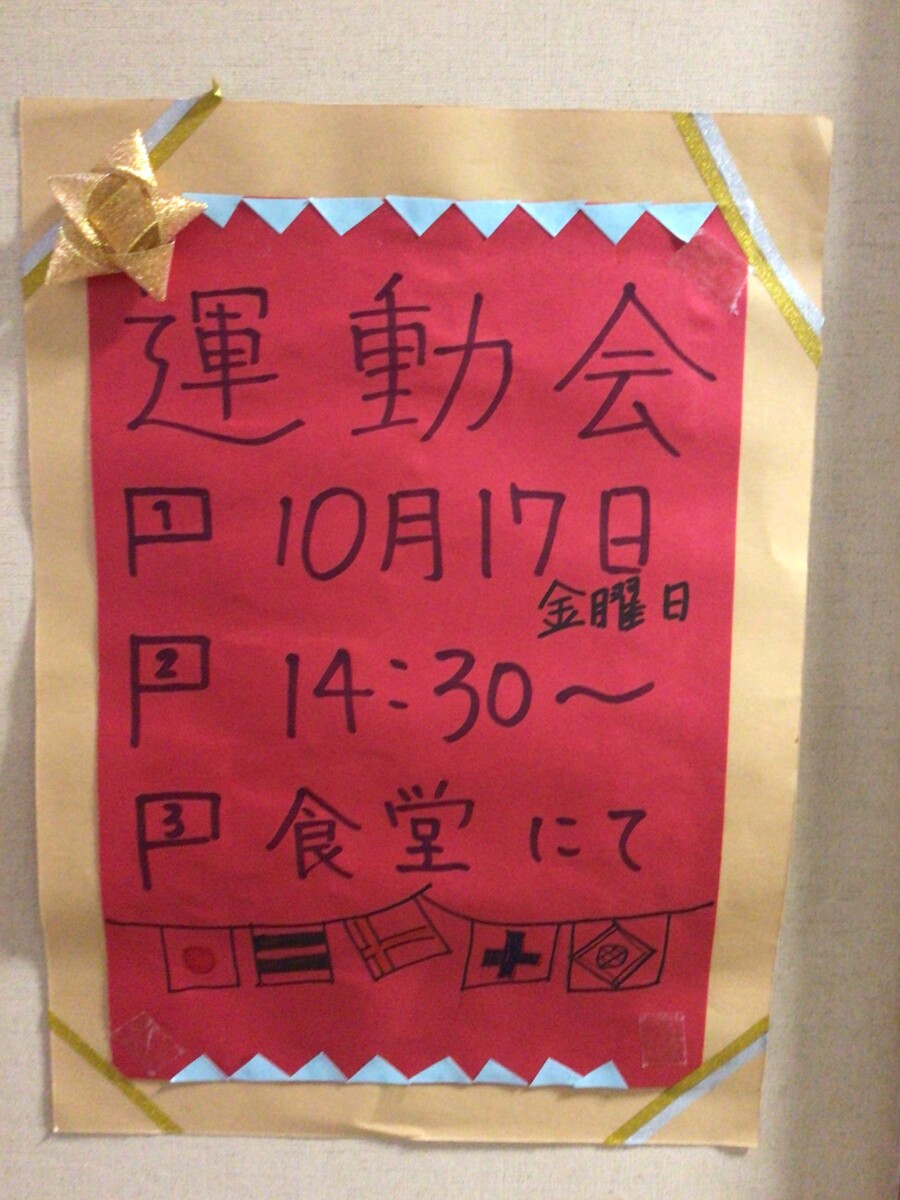 運動会
1 10月17日
金曜日
2 14:30～
3 食堂にて